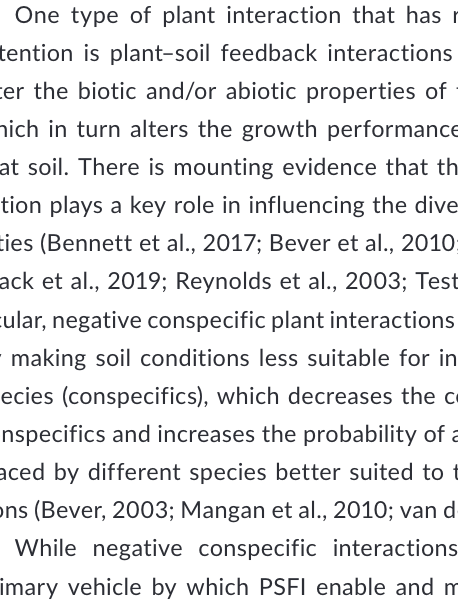 One type of plant interaction that has r
tention is plant–soil feedback interactions
ter the biotic and/or abiotic properties of
hich in turn alters the growth performance
at soil. There is mounting evidence that th
tion plays a key role in influencing the dive
ties (Bennett et al., 2017; Bever et al., 2010;
ack et al., 2019; Reynolds et al., 2003; Test
cular, negative conspecific plant interactions
making soil conditions less suitable for in
ecies (conspecifics), which decreases the c
nspecifics and increases the probability of a
aced by different species better suited to t
ons (Bever, 2003; Mangan et al., 2010; van d
While negative conspecific interactions
rimary vehicle by which PSFI enable and m